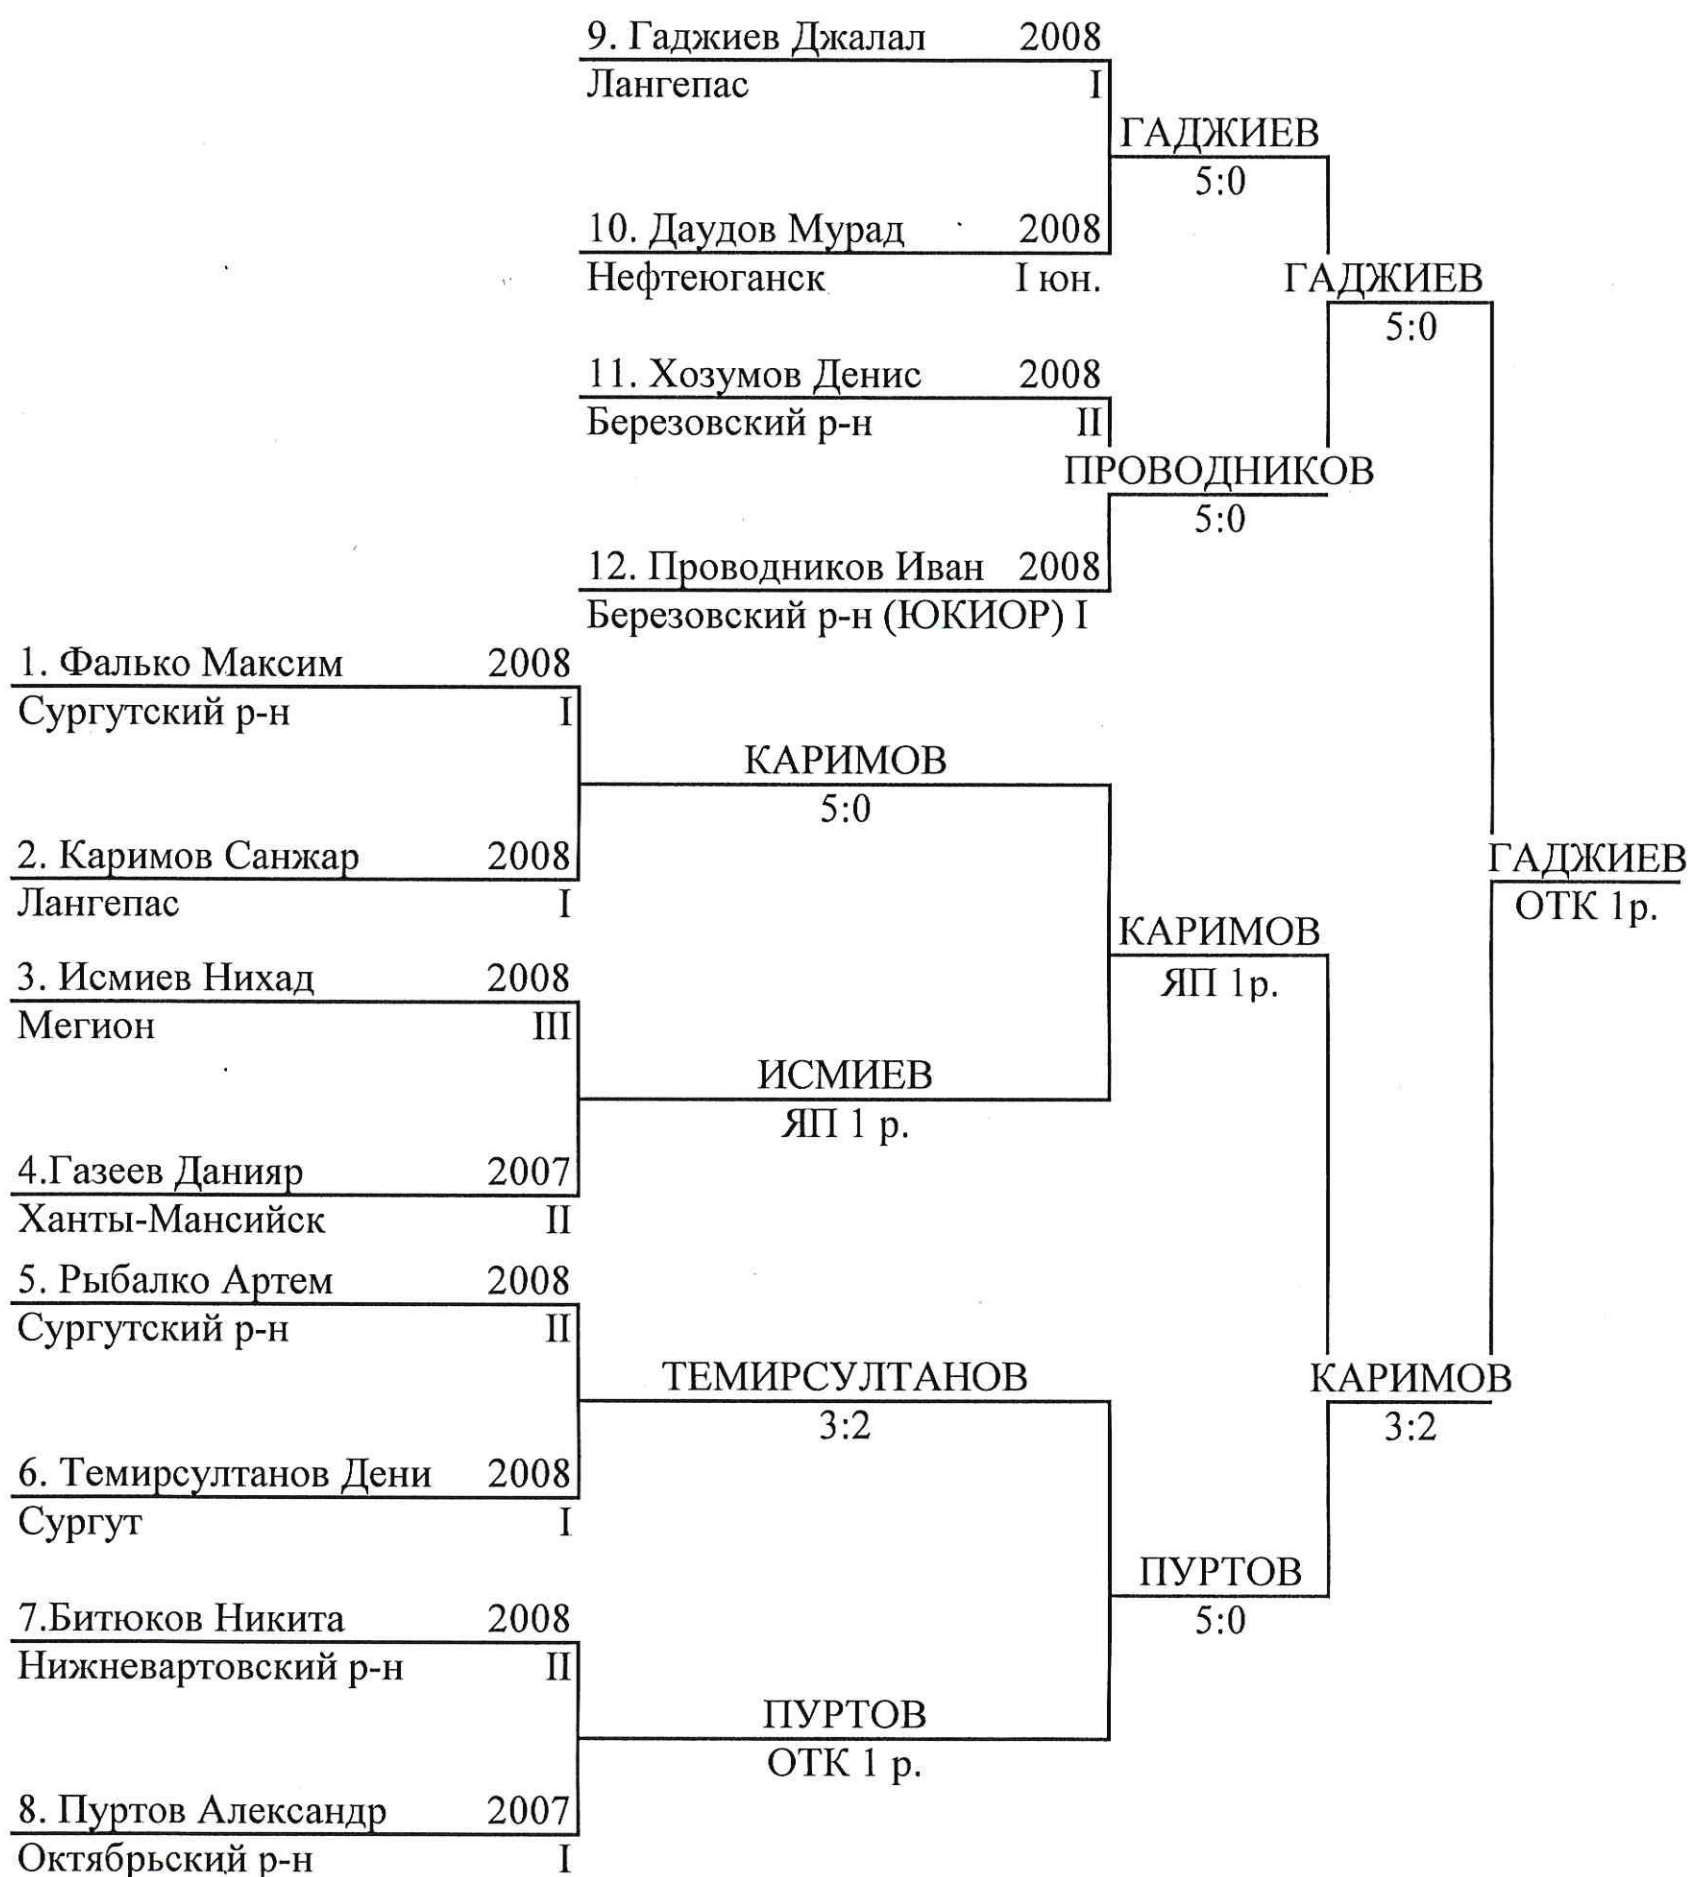 9. Гаджиев Джалал 2008
Лангепас I
ГАДЖИЕВ
5:0
10. Даудов Мурад 2008
Нефтеюганск I юн.
ГАДЖИЕВ
5:0
11. Хозумов Денис 2008
Березовский р-н II
ПРОВОДНИКОВ
5:0
12. Проводников Иван 2008
Березовский р-н (ЮКИОР) I
1. Фалько Максим 2008
Сургутский р-н I
КАРИМОВ
5:0
2. Каримов Санжар 2008
Лангепас I
ГАДЖИЕВ
ОТК 1р.
КАРИМОВ
ЯП 1р.
3. Исмиев Нихад 2008
Мегион III
ИСМИЕВ
ЯП 1 р.
4.Газеев Данияр 2007
Ханты-Мансийск II
5. Рыбалко Артем 2008
Сургутский р-н II
ТЕМИРСУЛТАНОВ
3:2
КАРИМОВ
3:2
6. Темирсултанов Дени 2008
Сургут I
ПУРТОВ
5:0
7.Битюков Никита 2008
Нижневартовский р-н II
ПУРТОВ
ОТК 1 р.
8. Пуртов Александр 2007
Октябрьский р-н I